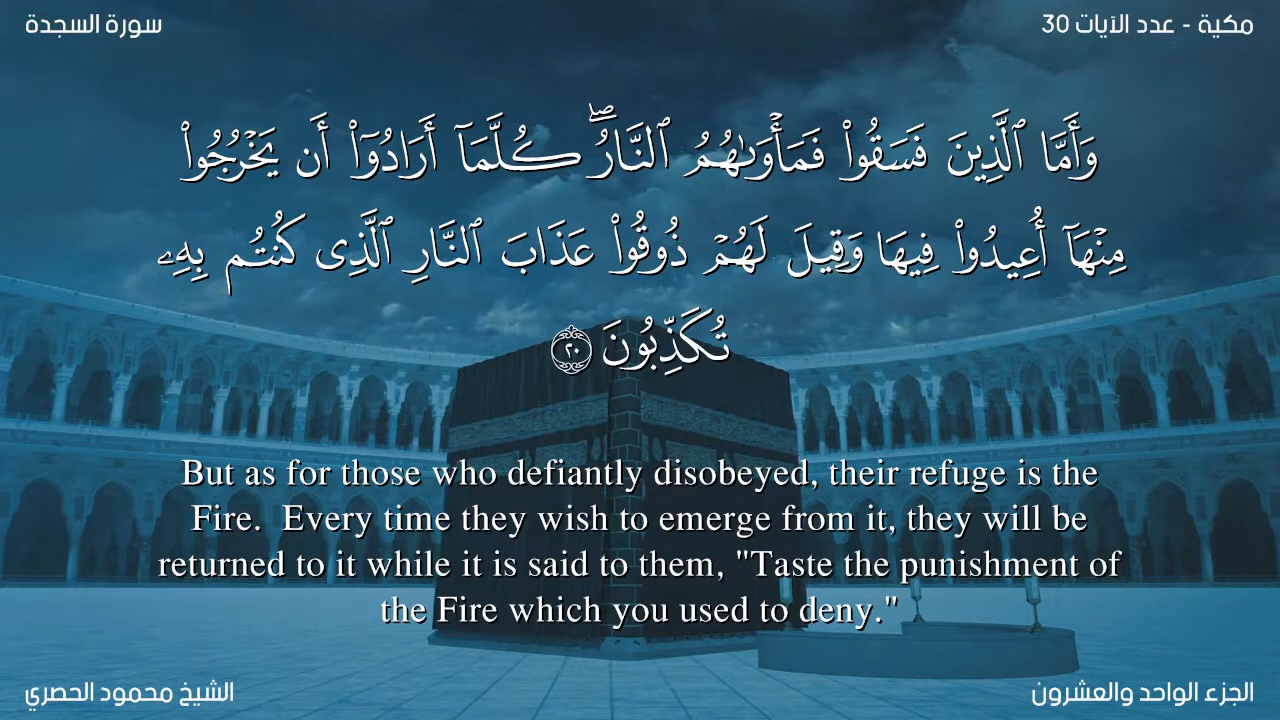 سورة السجدة
مكية - عدد الآيات 30
وَأَمَّا ٱلَّذِينَ فَسَقُوا۟ فَمَأْوَىٰهُمُ ٱلنَّارُ ۖ كُلَّمَآ أَرَادُوٓا۟ أَن يَخْرُجُوا۟
مِنْهَآ أُعِيدُوا۟ فِيهَا وَقِيلَ لَهُمْ ذُوقُوا۟ عَذَابَ ٱلنَّارِ ٱلَّذِى كُنتُم بِهِۦ
تُكَذِّبُونَ ٢٠
But as for those who defiantly disobeyed, their refuge is the
Fire.  Every time they wish to emerge from it, they will be
returned to it while it is said to them, "Taste the punishment of
the Fire which you used to deny."
الشيخ محمود الحصري
الجزء الواحد والعشرون